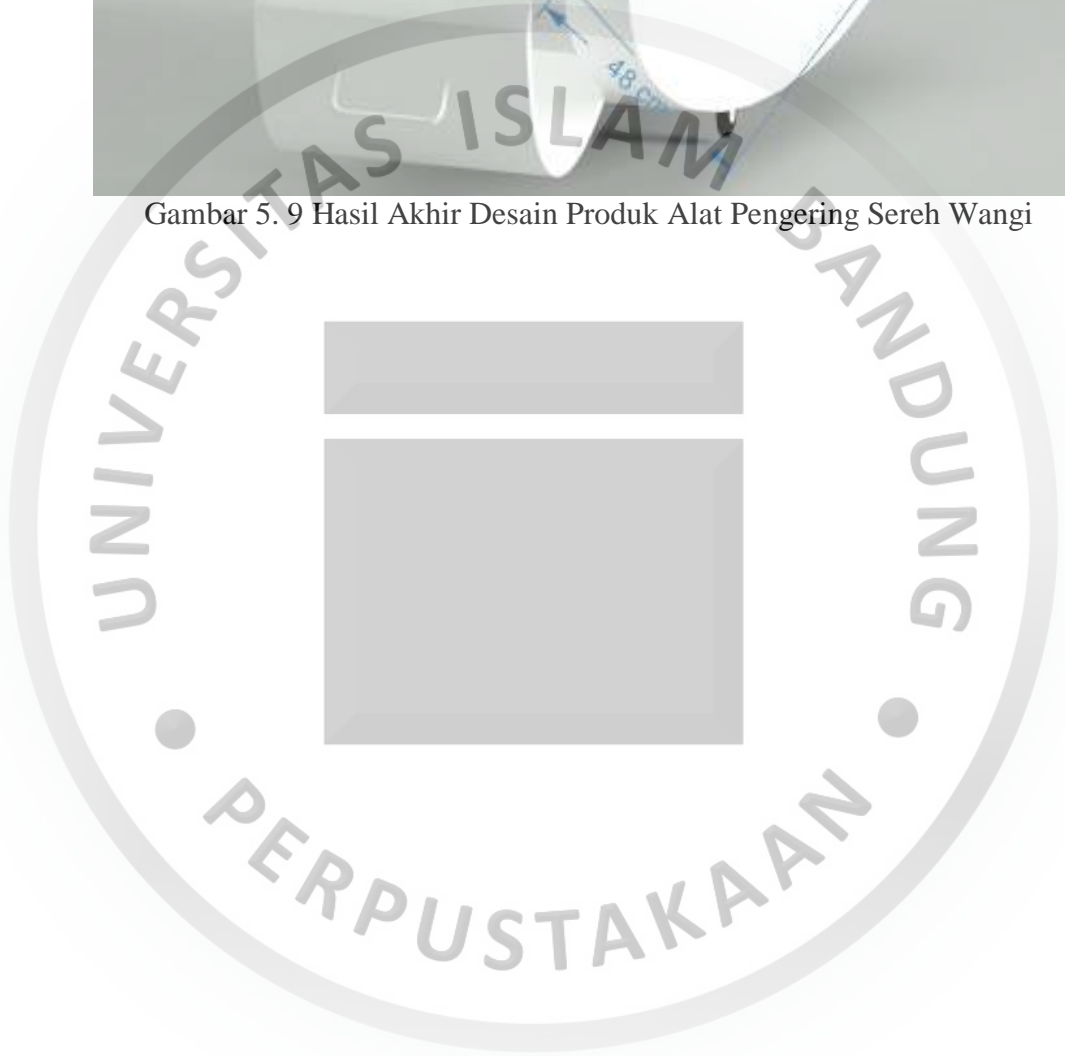 48 cm
Gambar 5. 9 Hasil Akhir Desain Produk Alat Pengering Sereh Wangi
UNIVERSITAS ISLAM BANDUNG
PERPUSTAKAAN